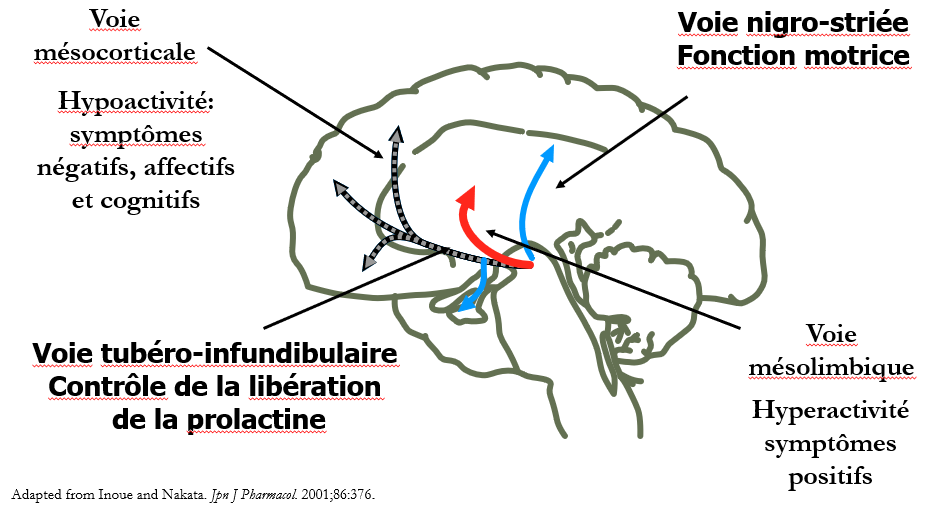 Voie
mésocorticale
Hypoactivité:
symptômes
négatifs, affectifs
et cognitifs
Voie nigro-striée
Fonction motrice
Voie tubéro-infundibulaire
Contrôle de la libération
de la prolactine
Voie
mésolimbique
Hyperactivité
symptômes
positifs
Adapted from Inoue and Nakata. Jpn J Pharmacol. 2001;86:376.